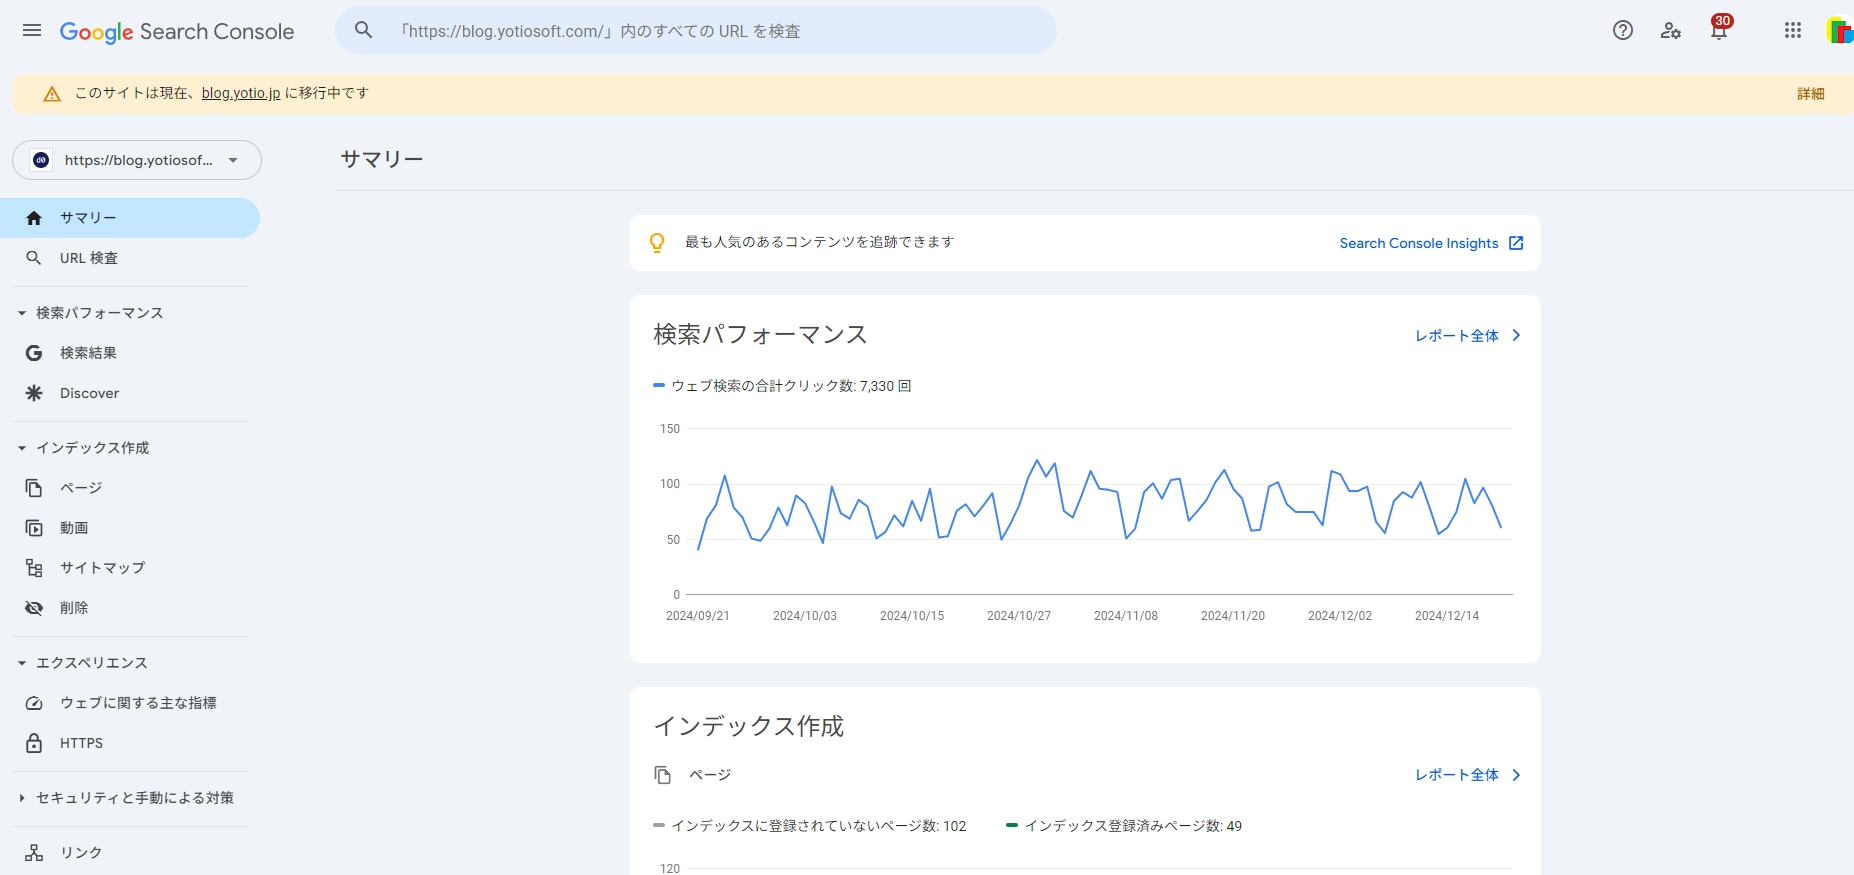 Google Search Console
「https://blog.yotiosoft.com/」内のすべての URL を検査
30
このサイトは現在、blog.yotio.jp に移行中です
詳細
https://blog.yotiosof...
サマリー
サマリー
URL 検査
検索パフォーマンス
検索結果
Discover
インデックス作成
ページ
動画
サイトマップ
削除
エクスペリエンス
ウェブに関する主な指標
HTTPS
セキュリティと手動による対策
リンク
最も人気のあるコンテンツを追跡できます
Search Console Insights
検索パフォーマンス
レポート全体
ウェブ検索の合計クリック数: 7,330 回
150
100
50
0
2024/09/21 2024/10/03 2024/10/15 2024/10/27 2024/11/08 2024/11/20 2024/12/02 2024/12/14
インデックス作成
ページ
レポート全体
インデックスに登録されていないページ数: 102
インデックス登録済みページ数: 49
120